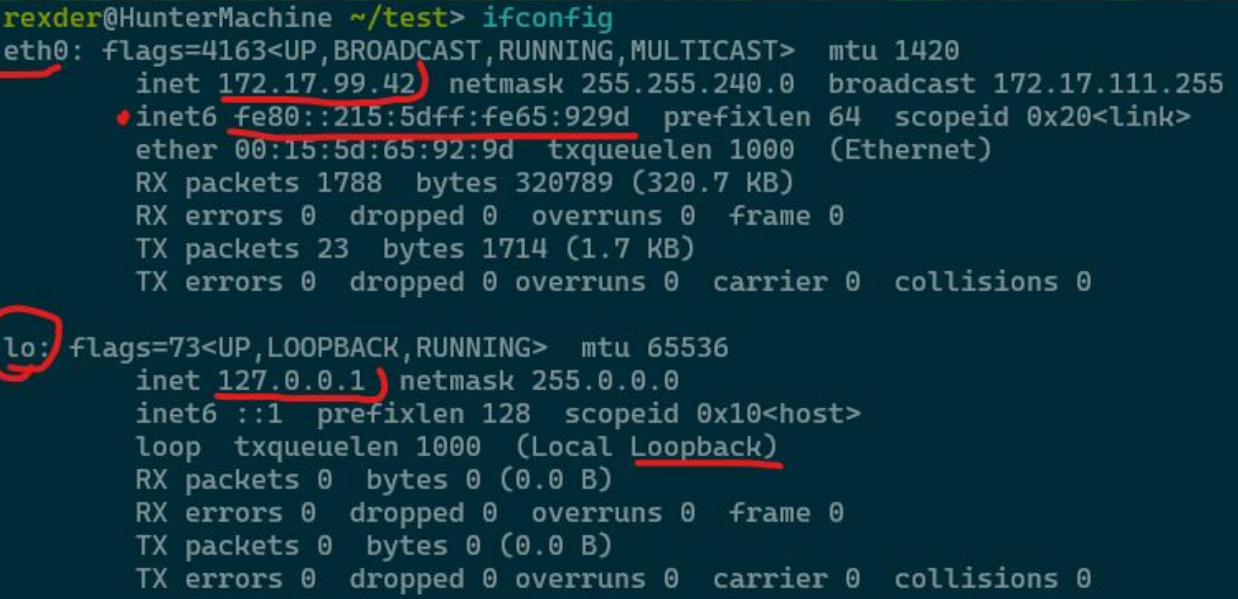 rexder@HunterMachine ~/test> ifconfig
eth0: flags=4163<UP,BROADCAST,RUNNING,MULTICAST>  mtu 1420
inet 172.17.99.42  netmask 255.255.240.0  broadcast 172.17.111.255
inet6 fe80::215:5dff:fe65:929d  prefixlen 64  scopeid 0x20<link>
ether 00:15:5d:65:92:9d  txqueuelen 1000  (Ethernet)
RX packets 1788  bytes 320789 (320.7 KB)
RX errors 0  dropped 0  overruns 0  frame 0
TX packets 23  bytes 1714 (1.7 KB)
TX errors 0  dropped 0 overruns 0  carrier 0  collisions 0
lo: flags=73<UP,LOOPBACK,RUNNING>  mtu 65536
inet 127.0.0.1  netmask 255.0.0.0
inet6 ::1  prefixlen 128  scopeid 0x10<host>
loop  txqueuelen 1000  (Local Loopback)
RX packets 0  bytes 0 (0.0 B)
RX errors 0  dropped 0  overruns 0  frame 0
TX packets 0  bytes 0 (0.0 B)
TX errors 0  dropped 0 overruns 0  carrier 0  collisions 0